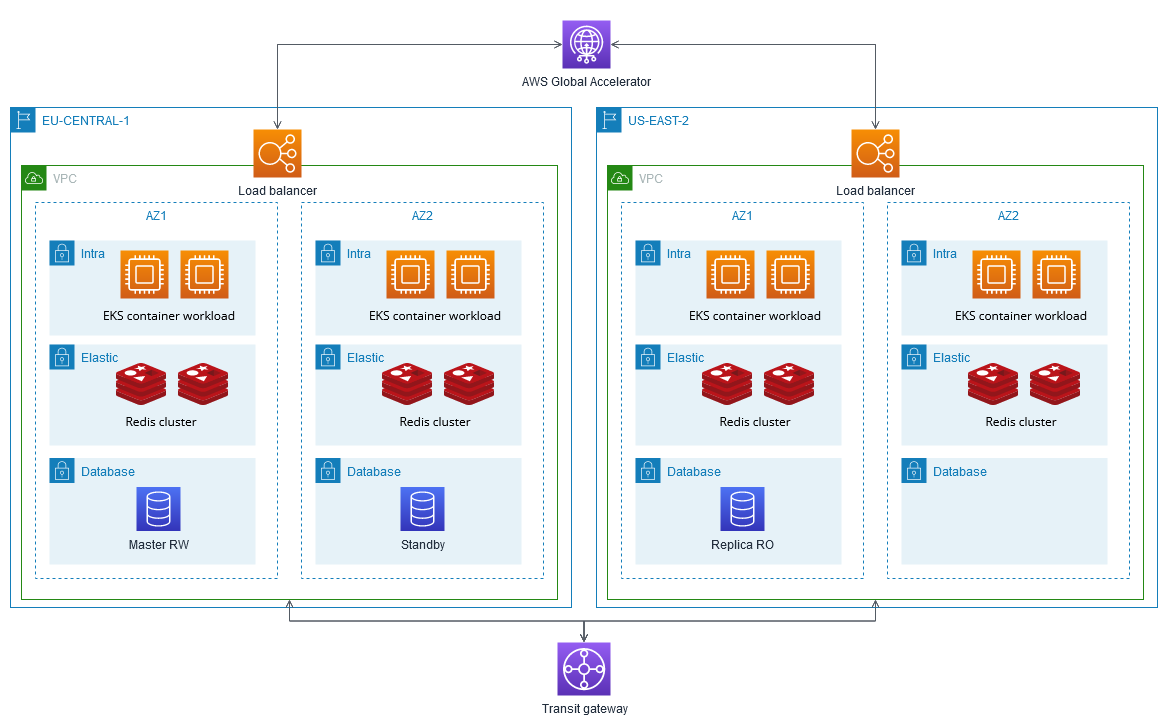 AWS Global Accelerator
EU-CENTRAL-1
Load balancer
VPC
AZ1
Intra
EKS container workload
Elastic
Redis cluster
Database
Master RW
AZ2
Intra
EKS container workload
Elastic
Redis cluster
Database
Standby
US-EAST-2
Load balancer
VPC
AZ1
Intra
EKS container workload
Elastic
Redis cluster
Database
Replica RO
AZ2
Intra
EKS container workload
Elastic
Redis cluster
Database
Transit gateway